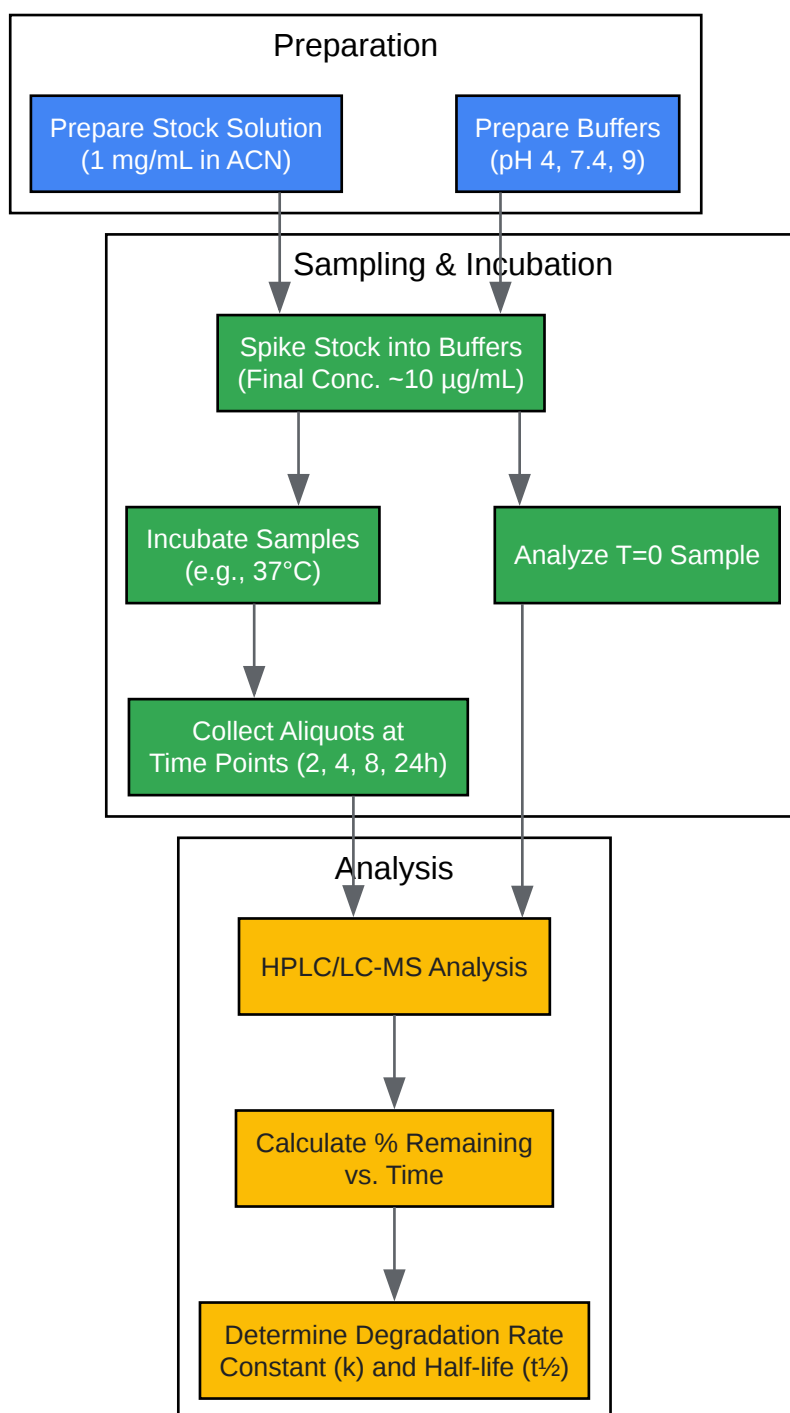 Preparation
Prepare Stock Solution
(1 mg/mL in ACN)
Prepare Buffers
(pH 4, 7.4, 9)
Sampling & Incubation
Spike Stock into Buffers
(Final Conc. ~10 µg/mL)
Incubate Samples
(e.g., 37°C)
Analyze T=0 Sample
Collect Aliquots at
Time Points (2, 4, 8, 24h)
Analysis
HPLC/LC-MS Analysis
Calculate % Remaining
vs. Time
Determine Degradation Rate
Constant (k) and Half-life (t½)